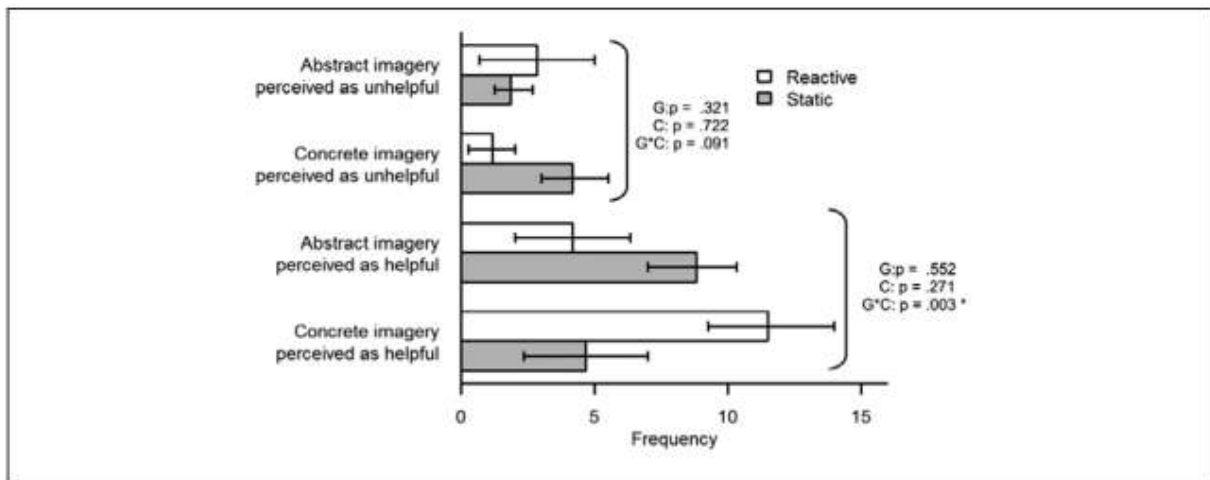 Abstract imagery
perceived as unhelpful
Concrete imagery
perceived as unhelpful
Abstract imagery
perceived as helpful
Concrete imagery
perceived as helpful
Reactive
Static
G:p = .321
C: p = .722
G*C: p = .091
G:p = .552
C: p = .271
G*C: p = .003 *
0 5 10 15
Frequency